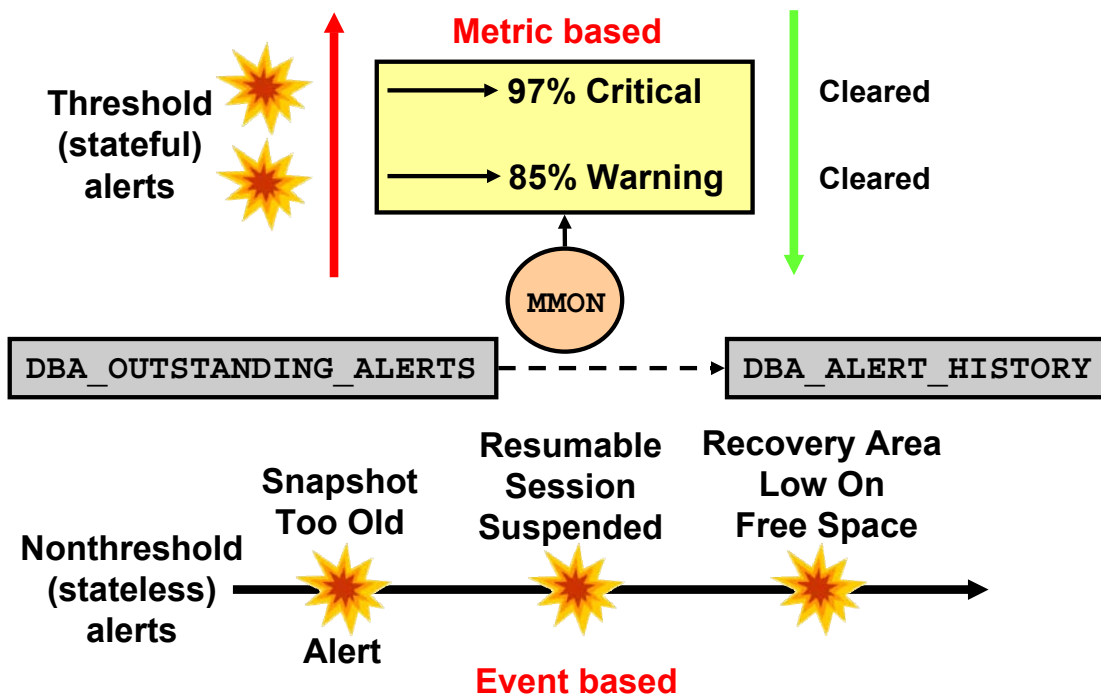 Metric based
Threshold
(stateful)
alerts
97% Critical
85% Warning
Cleared
Cleared
MMON
DBA_OUTSTANDING_ALERTS
DBA_ALERT_HISTORY
Nonthreshold
(stateless)
alerts
Snapshot
Too Old
Resumable
Session
Suspended
Recovery Area
Low On
Free Space
Alert
Event based